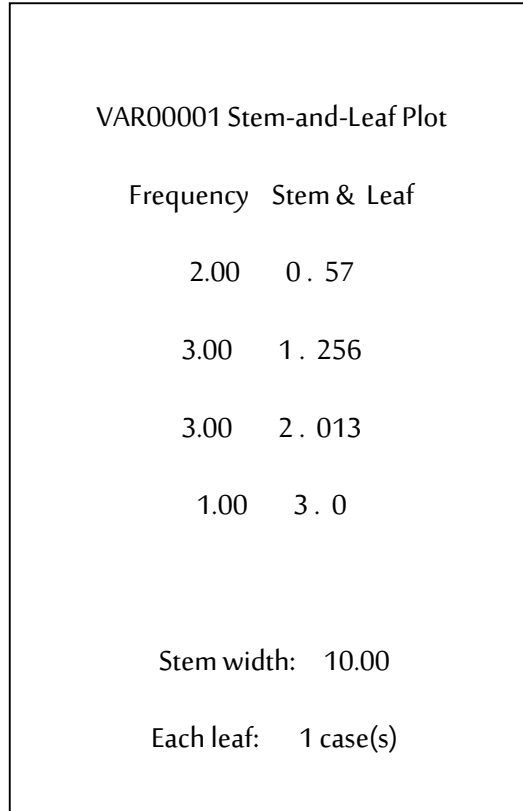 VAR00001 Stem-and-Leaf Plot
Frequency Stem & Leaf
2.00 0 . 57
3.00 1 . 256
3.00 2 . 013
1.00 3 . 0
Stem width: 10.00
Each leaf: 1 case(s)